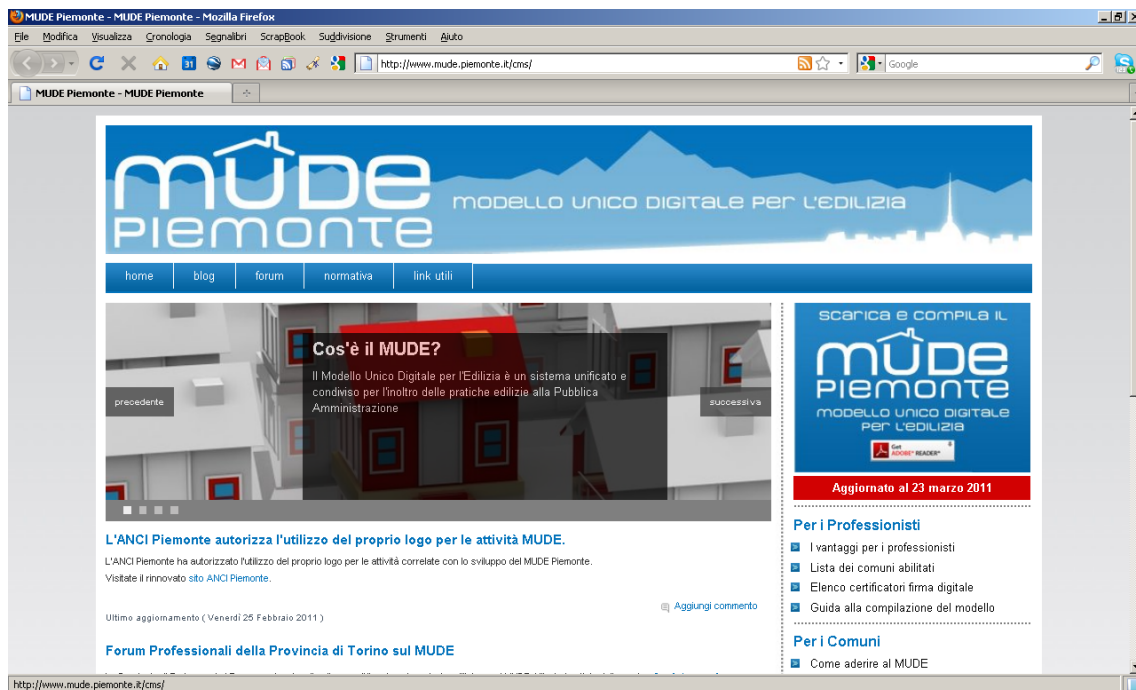 MUDE Piemonte - MUDE Piemonte - Mozilla Firefox
File Modifica Visualizza Cronologia Segnalibri ScrapBook Suddivisione Strumenti Aiuto
31
http://www.mude.piemonte.it/cms/
Google
MUDE Piemonte - MUDE Piemonte
mUDe
PIEMONTE
MODELLO UNICO DIGITALE PER L'EDILIZIA
home blog forum normativa link utili
Cos'è il MUDE?
Il Modello Unico Digitale per l'Edilizia è un sistema unificato e
condiviso per l'inoltro delle pratiche edilizie alla Pubblica
Amministrazione
precedente
successiva
L'ANCI Piemonte autorizza l'utilizzo del proprio logo per le attività MUDE.
L'ANCI Piemonte ha autorizzato l'utilizzo del proprio logo per le attività correlate con lo sviluppo del MUDE Piemonte.
Visitate il rinnovato sito ANCI Piemonte.
Aggiungi commento
Ultimo aggiornamento ( Venerdì 25 Febbraio 2011 )
Forum Professionali della Provincia di Torino sul MUDE
SCARICA E COMPILA IL
mUDe
PIEMONTE
MODELLO UNICO DIGITALE
PER L'EDILIZIA
Get
ADOBE® READER®
Aggiornato al 23 marzo 2011
Per i Professionisti
I vantaggi per i professionisti
Lista dei comuni abilitati
Elenco certificatori firma digitale
Guida alla compilazione del modello
Per i Comuni
Come aderire al MUDE
http://www.mude.piemonte.it/cms/